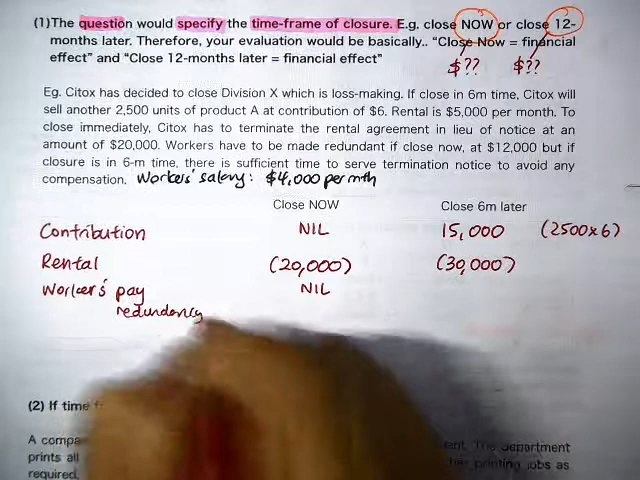 (1)The question would specify the time-frame of closure. E.g. close NOW or close 12-
months later. Therefore, your evaluation would be basically.. "Close Now = financial
effect" and "Close 12-months later = financial effect"
$?? $??
Eg. Citox has decided to close Division X which is loss-making. If close in 6m time, Citox will
sell another 2,500 units of product A at contribution of $6. Rental is $5,000 per month. To
close immediately, Citox has to terminate the rental agreement in lieu of notice at an
amount of $20,000. Workers have to be made redundant if close now, at $12,000 but if
closure is in 6-m time, there is sufficient time to serve termination notice to avoid any
compensation. Workers' salary: $4,000 per mth
Close NOW Close 6m later
Contribution NIL 15,000 (2500x6)
Rental (20,000) (30,000)
Workers' pay NIL
redundancy
(2) If time
A compa ent. The department
prints all printing jobs as
required.